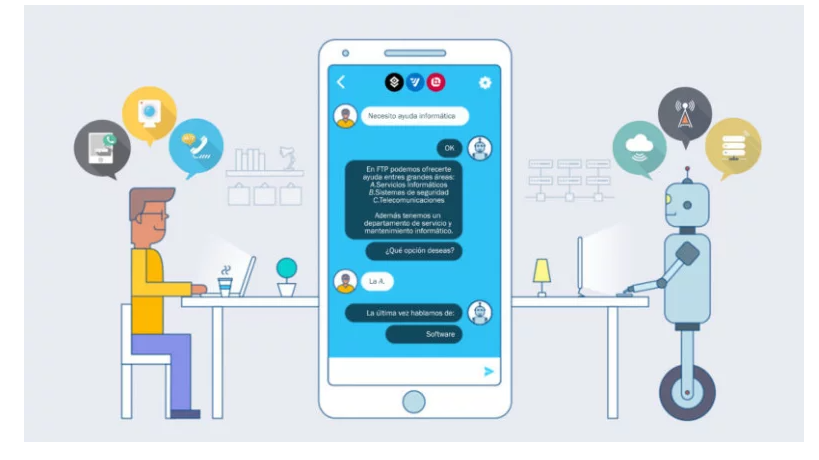 Necesito ayuda informática
OK
En FTP podemos ofrecerte
ayuda entres grandes áreas:
A.Servicios Informáticos
B.Sistemas de seguridad
C.Telecomunicaciones
Además tenemos un
departamento de servicio y
mantenimiento informático.
¿Qué opción deseas?
La A.
La última vez hablamos de:
Software